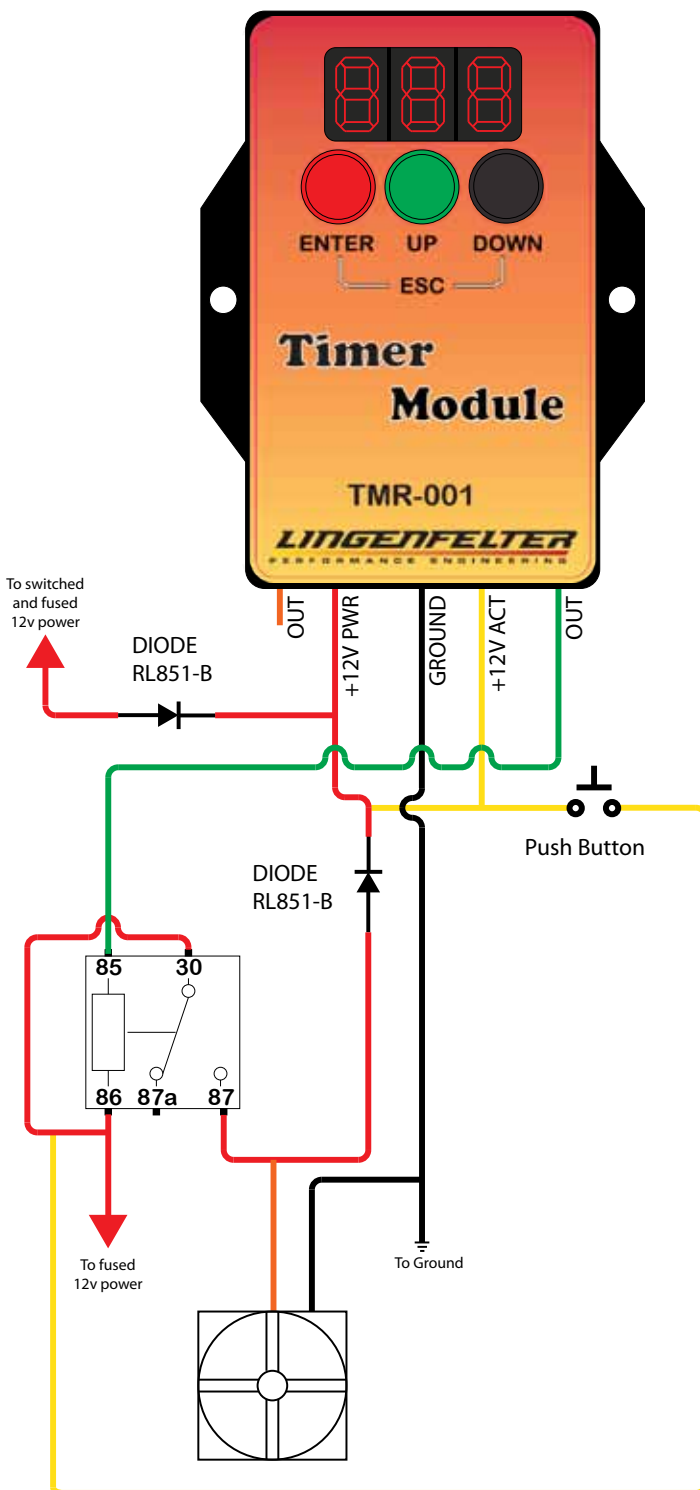 ENTER UP DOWN
ESC
Timer
Module
TMR-001
LINGENFELTER
PERFORMANCE ENGINEERING
To switched
and fused
12v power
OUT
+12V PWR
GROUND
+12V ACT
OUT
DIODE
RL851-B
Push Button
DIODE
RL851-B
85 30
86 87a 87
To fused
12v power
To Ground